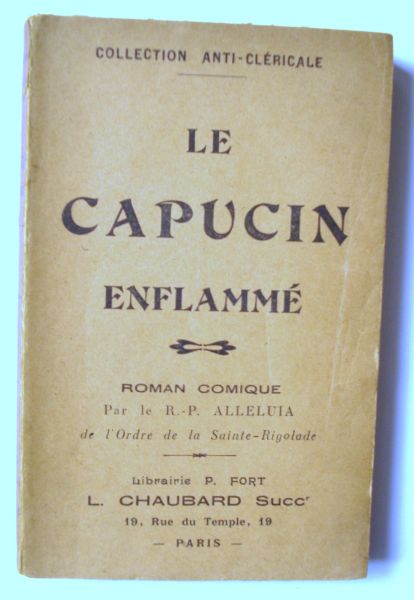 COLLECTION ANTI-CLÉRICALE
LE
CAPUCIN
ENFLAMMÉ
ROMAN COMIQUE
Par le R.-P. ALLELUIA
de l'Ordre de la Sainte-Rigolade
Librairie P. FORT
L. CHAUBARD Succr
19, Rue du Temple, 19
— PARIS —